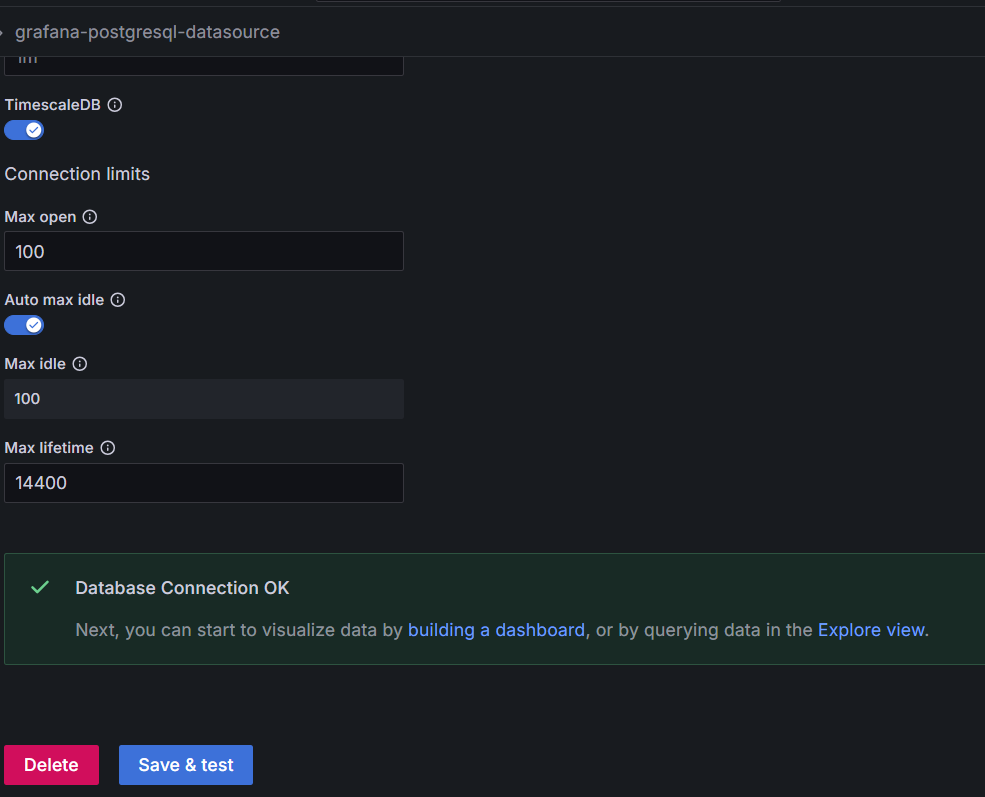 grafana-postgresql-datasource
TimescaleDB
Connection limits
Max open
100
Auto max idle
Max idle
100
Max lifetime
14400
Database Connection OK
Next, you can start to visualize data by building a dashboard, or by querying data in the Explore view.
Delete Save & test